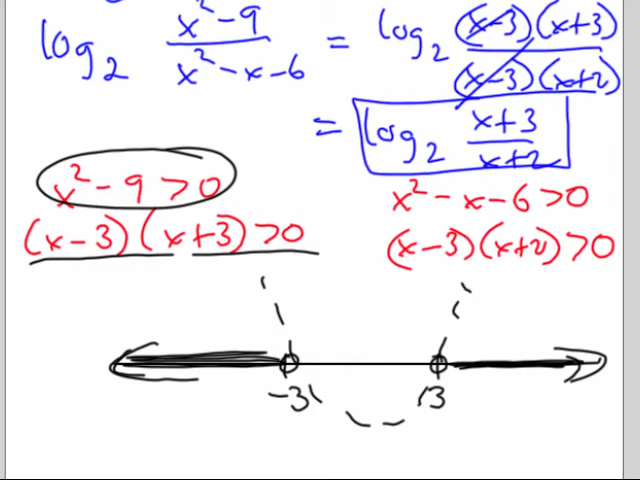 log₂ (x² - 9)/(x² - x - 6) = log₂ ((x-3)(x+3))/((x-3)(x+2))
= log₂ (x+3)/(x+2)
x² - 9 > 0
x² - x - 6 > 0
(x-3)(x+3) > 0
(x-3)(x+2) > 0
-3 3